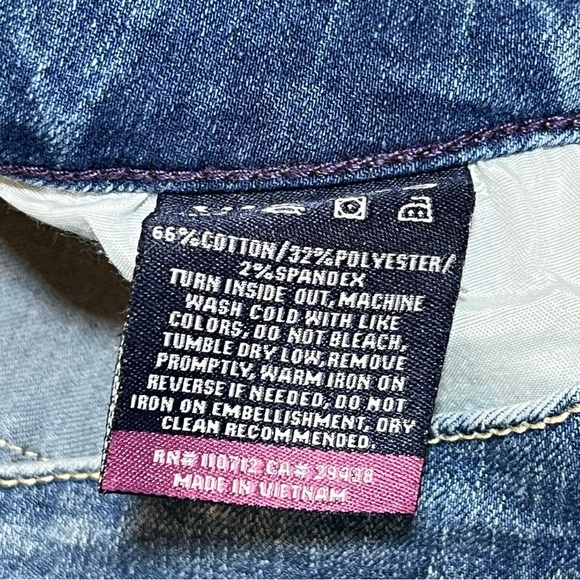 66%COTTON/32%POLYESTER/
2%SPANDEX
TURN INSIDE OUT, MACHINE
WASH COLD WITH LIKE
COLORS, DO NOT BLEACH,
TUMBLE DRY LOW, REMOVE
PROMPTLY, WARM IRON ON
REVERSE IF NEEDED, DO NOT
IRON ON EMBELLISHMENT, DRY
CLEAN RECOMMENDED.
RN# 110712 CA# 29438
MADE IN VIETNAM